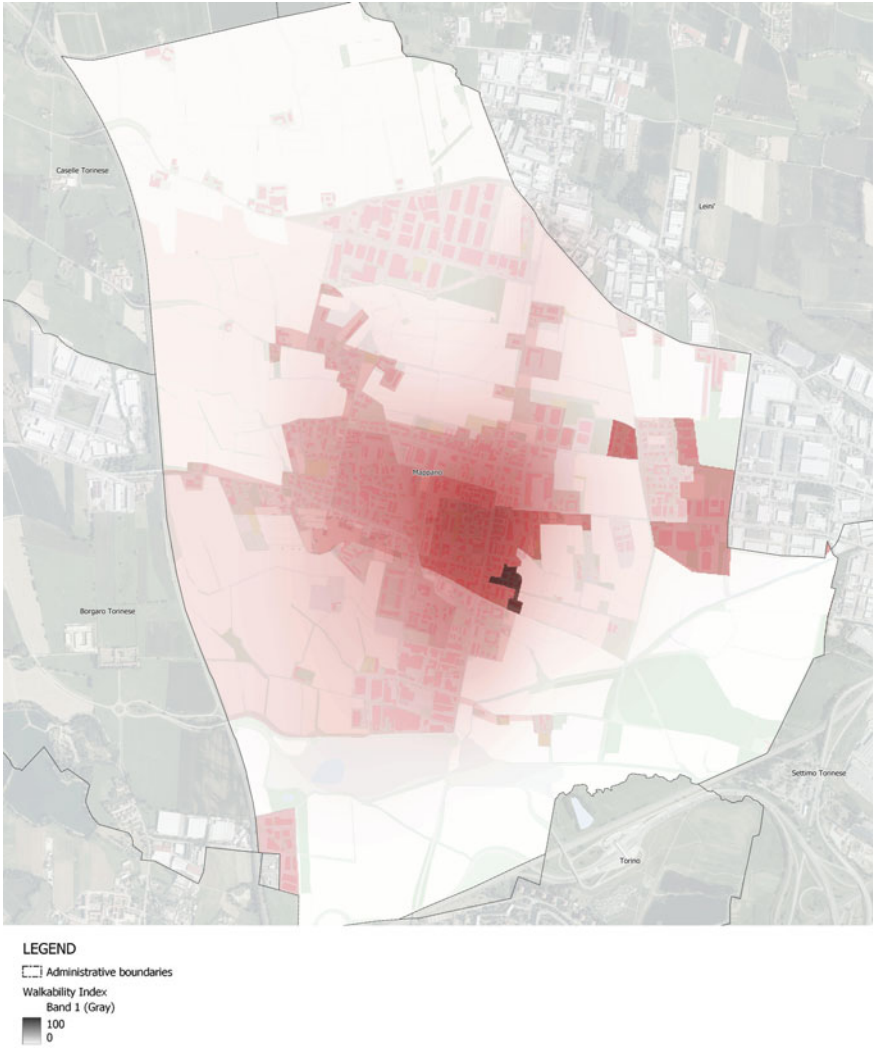 Caselle Torinese
Leini'
Mappano
Borgaro Torinese
Settimo Torinese
Torino
LEGEND
Administrative boundaries
Walkability Index
Band 1 (Gray)
100
0